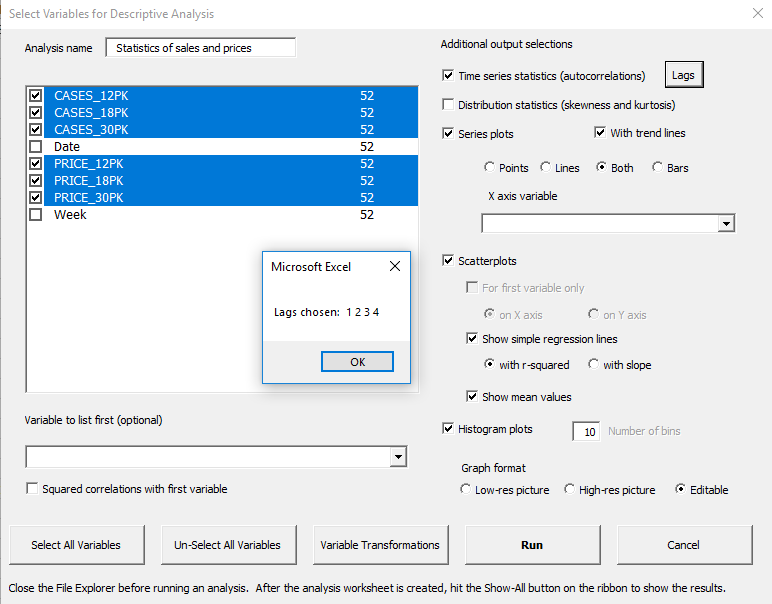 Select Variables for Descriptive Analysis
Analysis name Statistics of sales and prices
CASES_12PK 52
CASES_18PK 52
CASES_30PK 52
Date 52
PRICE_12PK 52
PRICE_18PK 52
PRICE_30PK 52
Week 52
Microsoft Excel
Lags chosen: 1 2 3 4
OK
Variable to list first (optional)
Squared correlations with first variable
Additional output selections
Time series statistics (autocorrelations) Lags
Distribution statistics (skewness and kurtosis)
Series plots With trend lines
Points Lines Both Bars
X axis variable
Scatterplots
For first variable only
on X axis on Y axis
Show simple regression lines
with r-squared with slope
Show mean values
Histogram plots 10 Number of bins
Graph format
Low-res picture High-res picture Editable
Select All Variables Un-Select All Variables Variable Transformations Run Cancel
Close the File Explorer before running an analysis. After the analysis worksheet is created, hit the Show-All button on the ribbon to show the results.